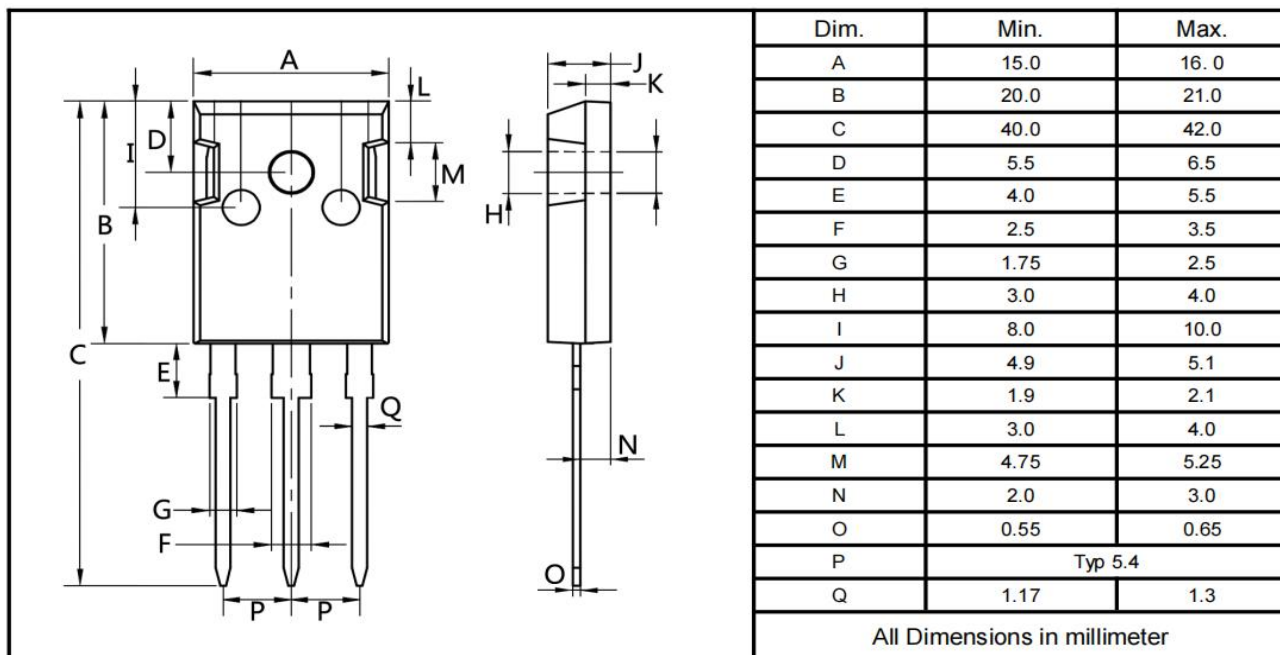 A
L
J
K
D
I
M
H
B
C
E
Q
N
G
F
O
P P
Dim. Min. Max.
A 15.0 16. 0
B 20.0 21.0
C 40.0 42.0
D 5.5 6.5
E 4.0 5.5
F 2.5 3.5
G 1.75 2.5
H 3.0 4.0
I 8.0 10.0
J 4.9 5.1
K 1.9 2.1
L 3.0 4.0
M 4.75 5.25
N 2.0 3.0
O 0.55 0.65
P Typ 5.4
Q 1.17 1.3
All Dimensions in millimeter